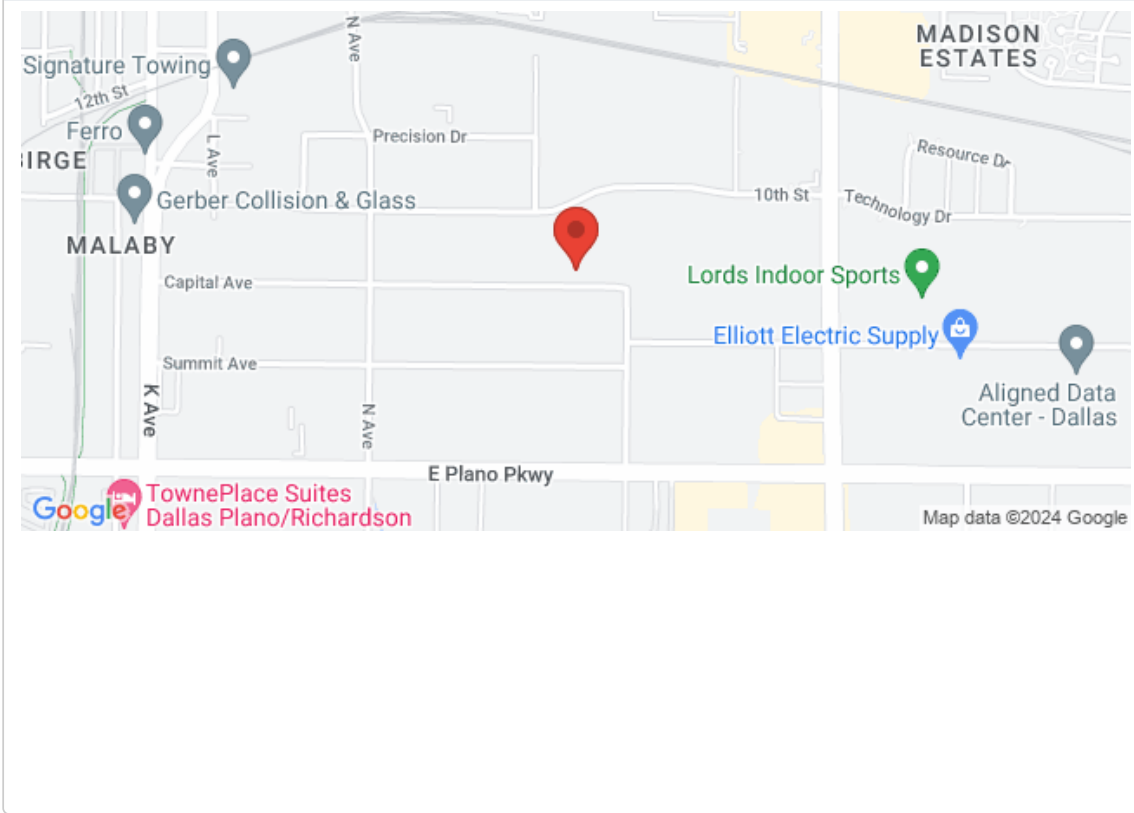 N Ave
MADISON
ESTATES
Signature Towing
12th St
Ferro
L Ave
Precision Dr
BIRGE
Resource Dr
Gerber Collision & Glass
10th St
Technology Dr
MALABY
Capital Ave
Lords Indoor Sports
Elliott Electric Supply
Summit Ave
K Ave
N Ave
Aligned Data
Center - Dallas
E Plano Pkwy
TownePlace Suites
Dallas Plano/Richardson
Google
Map data ©2024 Google